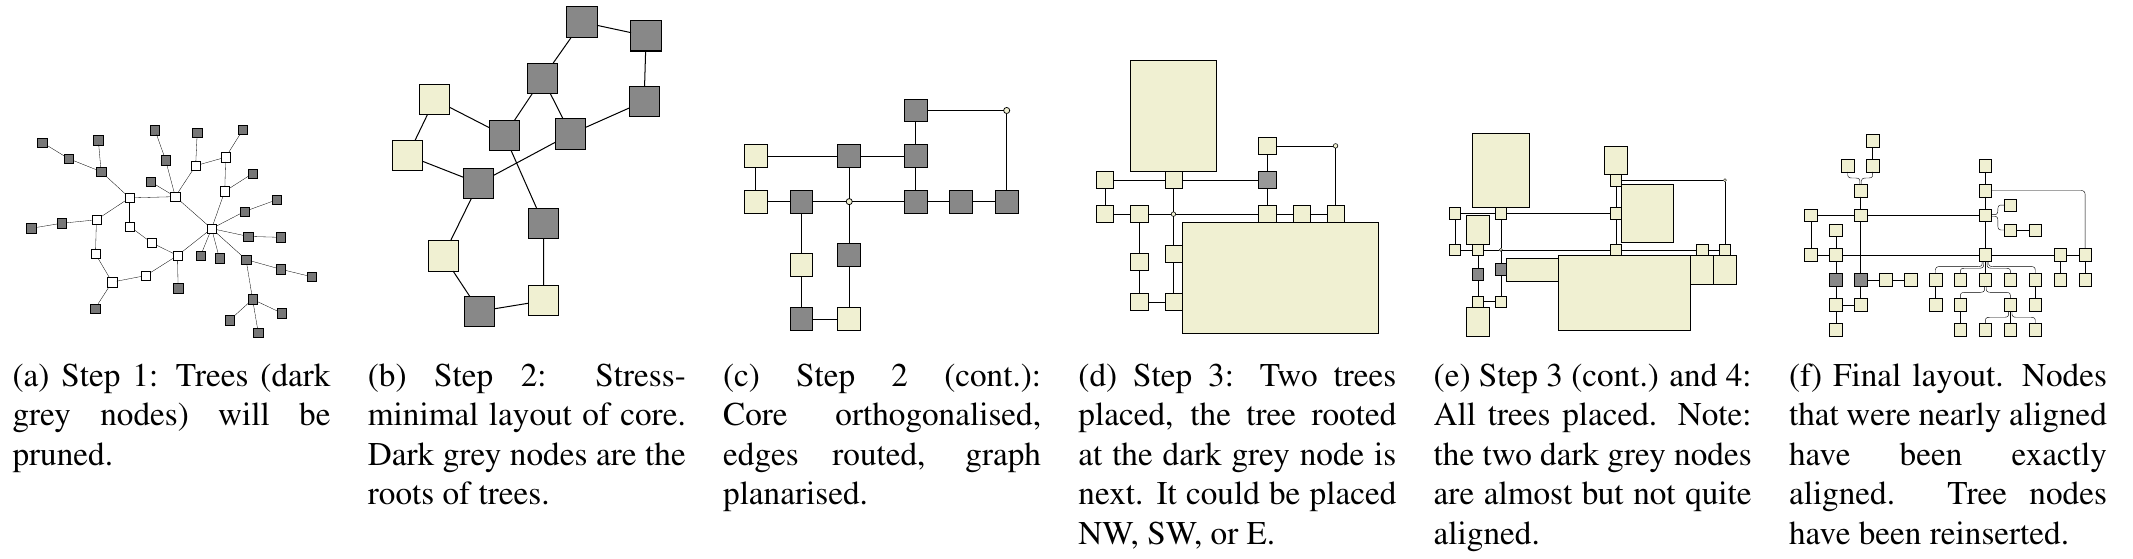 (a) Step 1: Trees (dark
grey nodes) will be
pruned.
(b) Step 2: Stress-
minimal layout of core.
Dark grey nodes are the
roots of trees.
(c) Step 2 (cont.):
Core orthogonalised,
edges routed, graph
planarised.
(d) Step 3: Two trees
placed, the tree rooted
at the dark grey node is
next. It could be placed
NW, SW, or E.
(e) Step 3 (cont.) and 4:
All trees placed. Note:
the two dark grey nodes
are almost but not quite
aligned.
(f) Final layout. Nodes
that were nearly aligned
have been exactly
aligned. Tree nodes
have been reinserted.